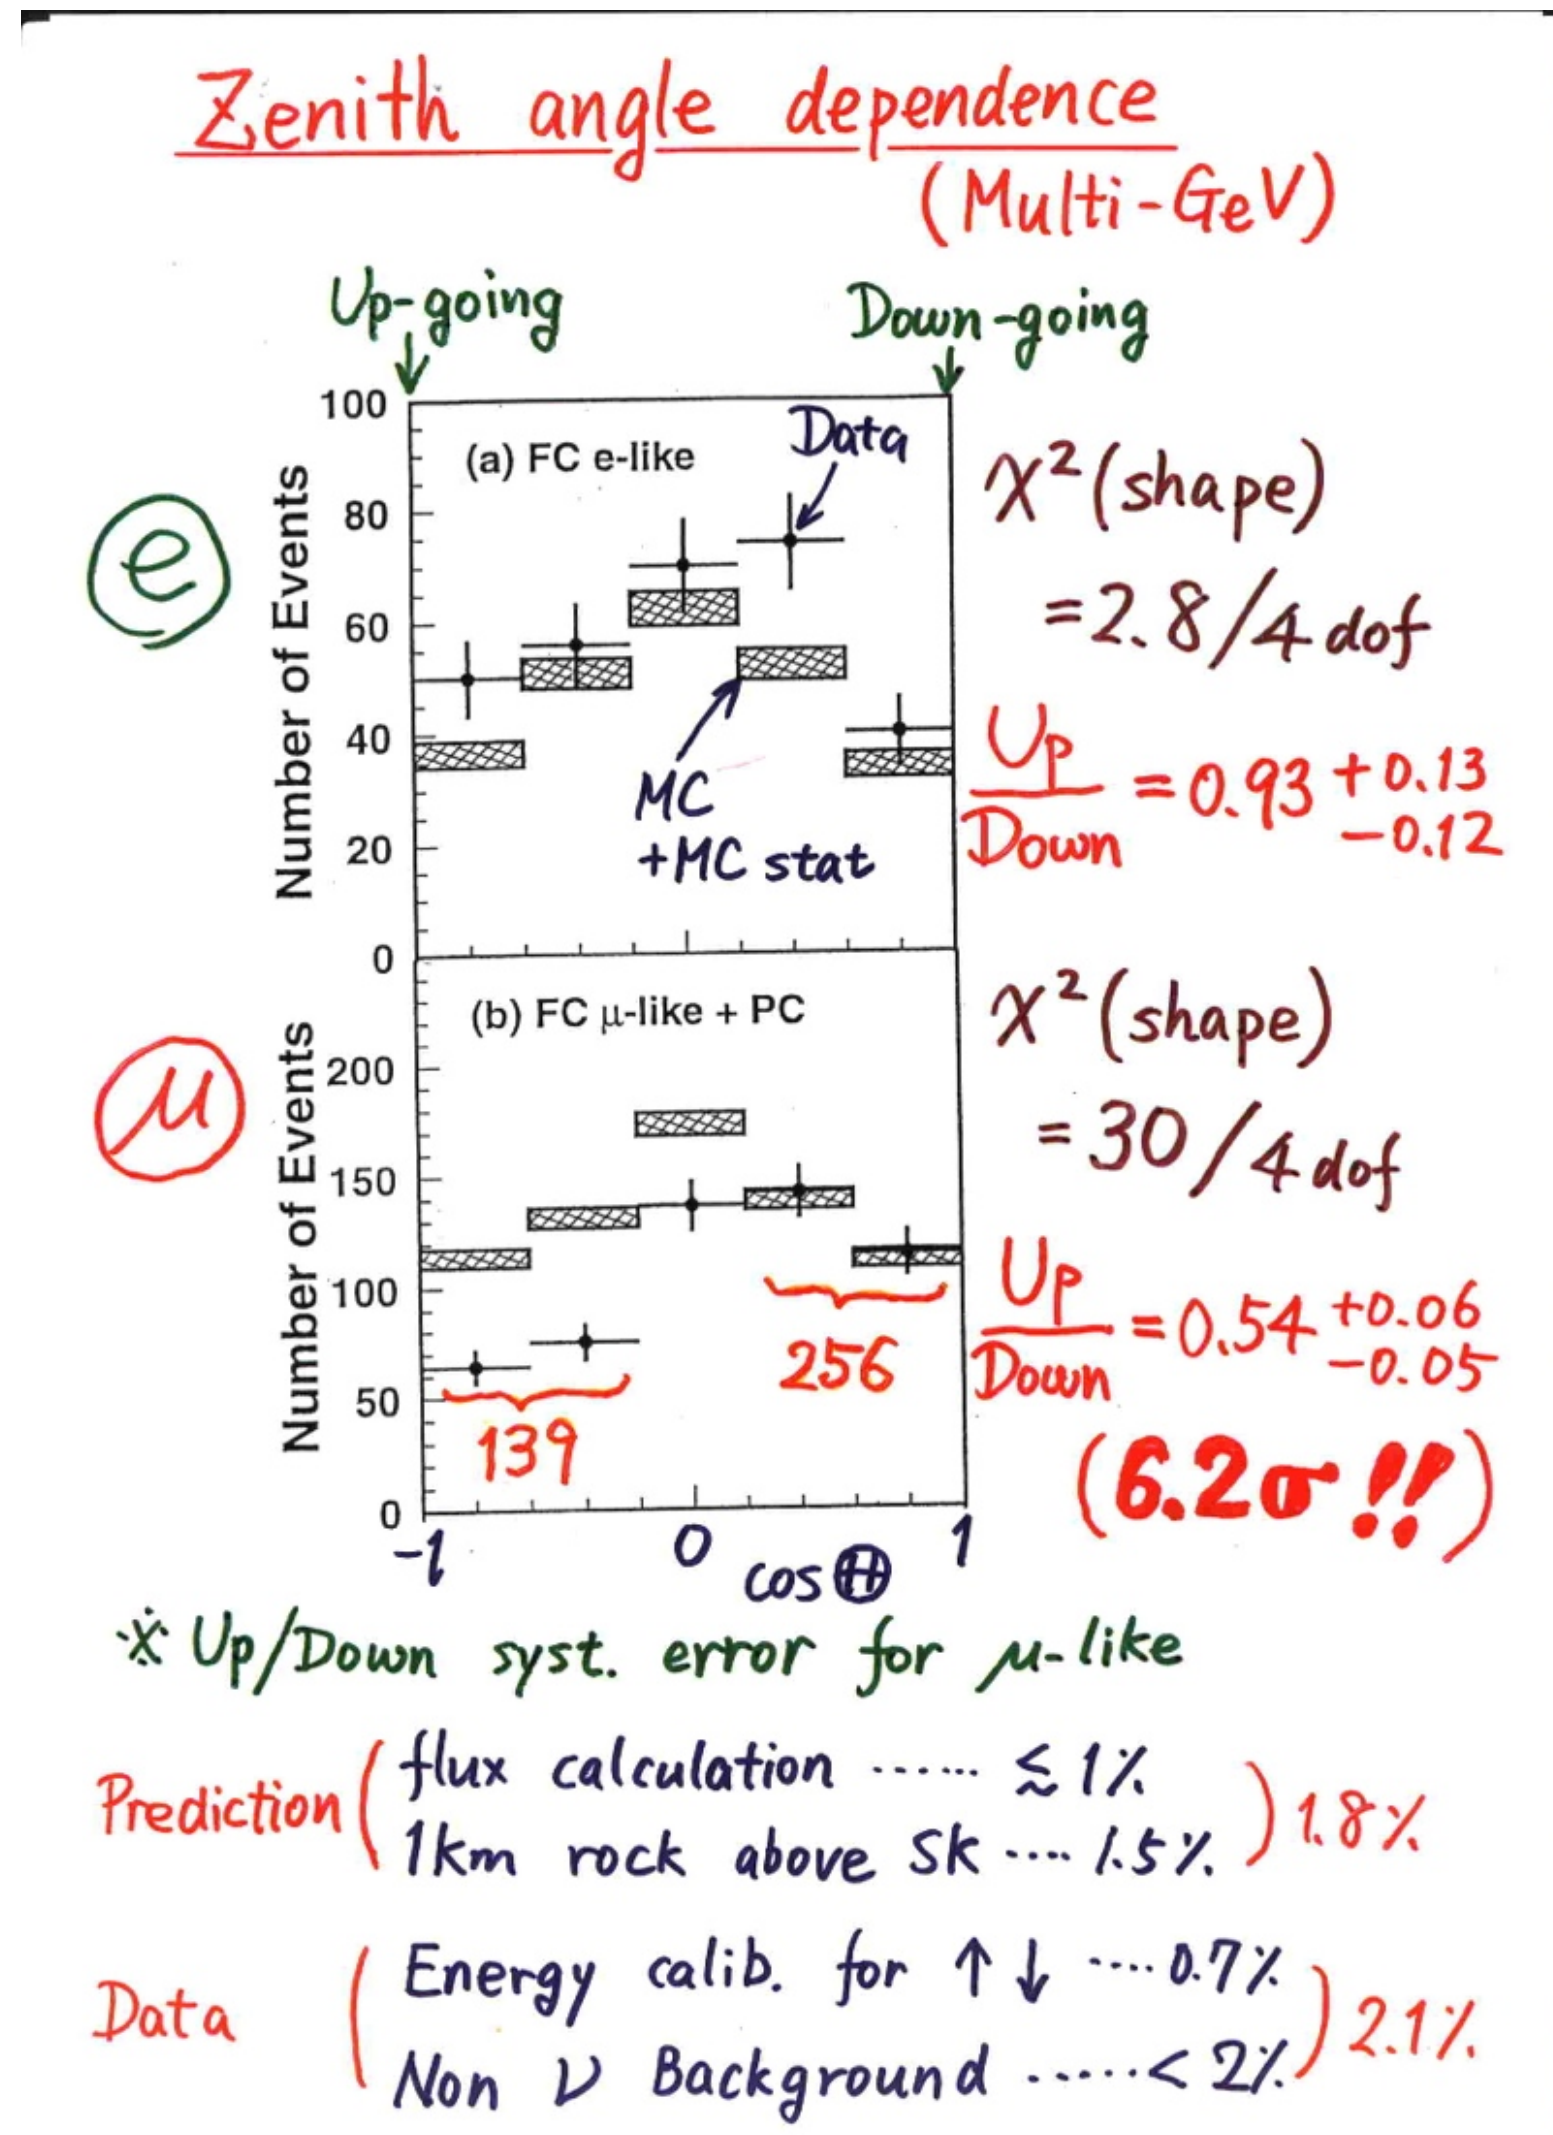 Zenith angle dependence
(Multi-GeV)
Up-going
Down-going
100
80
60
40
20
0
Number of Events
(a) FC e-like
Data
MC
+MC stat
e
χ²(shape)
= 2.8/4 dof
Up/Down = 0.93 +0.13 -0.12
200
150
100
50
0
Number of Events
(b) FC μ-like + PC
139
256
μ
χ²(shape)
= 30/4 dof
Up/Down = 0.54 +0.06 -0.05
(6.2σ!!)
-1 0 1
cos Θ
※ Up/Down syst. error for μ-like
Prediction
flux calculation ...... ≲ 1%
1km rock above SK .... 1.5%
1.8%
Data
Energy calib. for ↑ ↓ .... 0.7%
Non ν Background ...... < 2%
2.1%